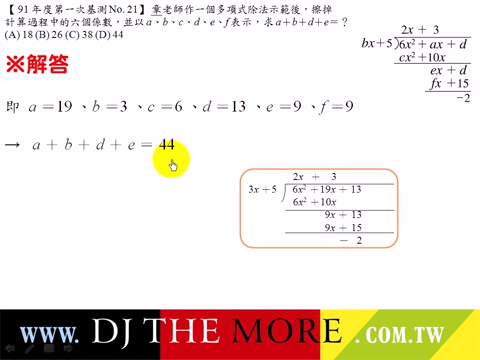 【91年度第一次基測No. 21】章老師作一個多項式除法示範後，擦掉
計算過程中的六個係數，並以a、b、c、d、e、f表示，求a+b+d+e=？
(A) 18 (B) 26 (C) 38 (D) 44
2x + 3
bx+5)6x²+ax+d
cx²+10x
ex+d
fx+15
−2
※解答
即 a=19、b=3、c=6、d=13、e=9、f=9
→ a+b+d+e=44
2x + 3
3x+5)6x²+19x+13
6x²+10x
9x+13
9x+15
− 2
www. DJ THE MORE .COM.TW